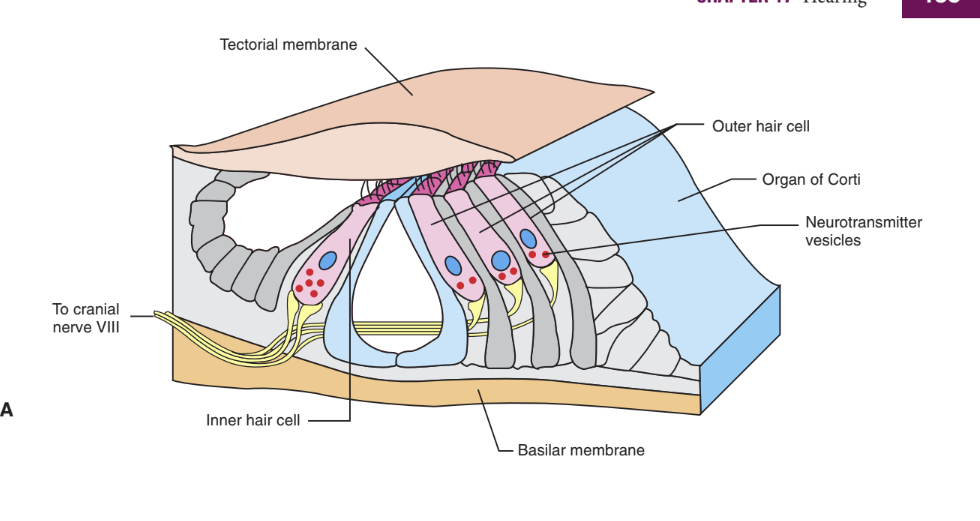 Hearing
Tectorial membrane
Outer hair cell
Organ of Corti
Neurotransmitter
vesicles
To cranial
nerve VIII
A
Inner hair cell
Basilar membrane